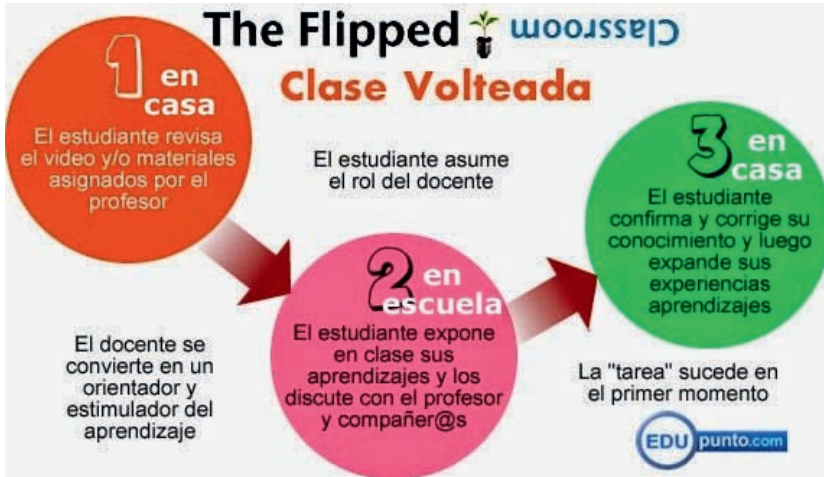 The Flipped Classroom
Clase Volteada
1 en
casa
El estudiante revisa
el video y/o materiales
asignados por el
profesor
El estudiante asume
el rol del docente
2 en
escuela
El estudiante expone
en clase sus
aprendizajes y los
discute con el profesor
y compañer@s
3 en
casa
El estudiante
confirma y corrige su
conocimiento y luego
expande sus
experiencias
aprendizajes
El docente se
convierte en un
orientador y
estimulador del
aprendizaje
La "tarea" sucede en
el primer momento
EDU punto.com